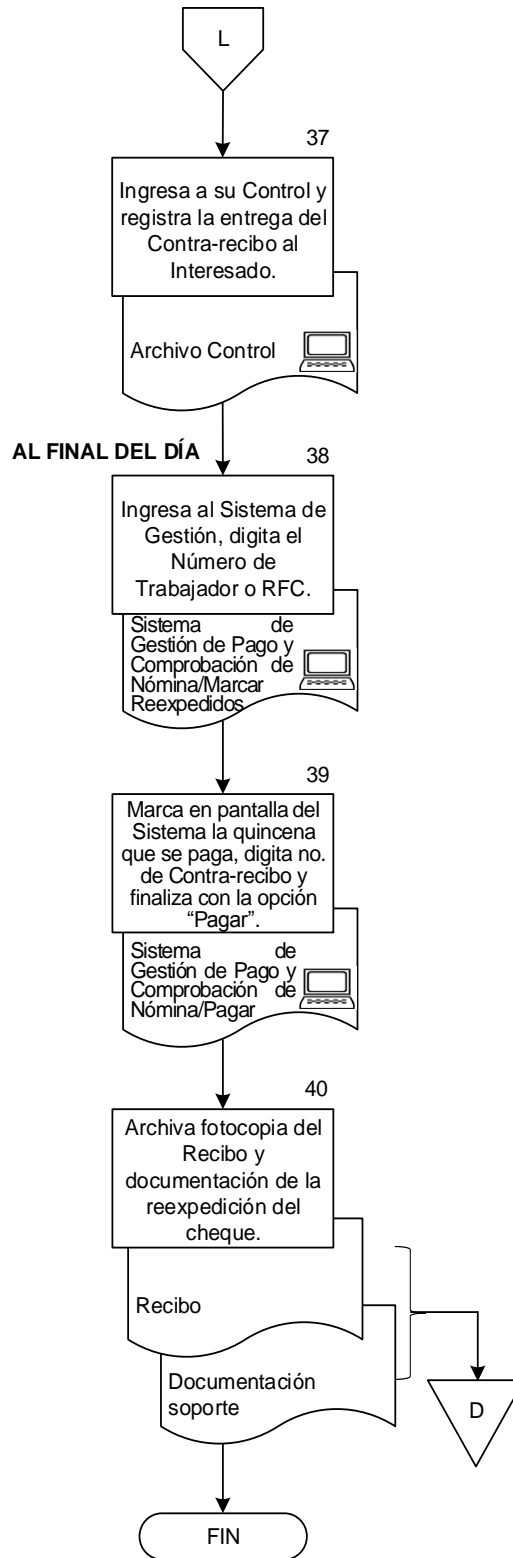 L
37
Ingresa a su Control y
registra la entrega del
Contra-recibo al
Interesado.
Archivo Control
AL FINAL DEL DÍA
38
Ingresa al Sistema de
Gestión, digita el
Número de
Trabajador o RFC.
Sistema de
Gestión de Pago y
Comprobación de
Nómina/Marcar
Reexpedidos
39
Marca en pantalla del
Sistema la quincena
que se paga, digita no.
de Contra-recibo y
finaliza con la opción
“Pagar”.
Sistema de
Gestión de Pago y
Comprobación de
Nómina/Pagar
40
Archiva fotocopia del
Recibo y
documentación de la
reexpedición del
cheque.
Recibo
Documentación
soporte
D
FIN